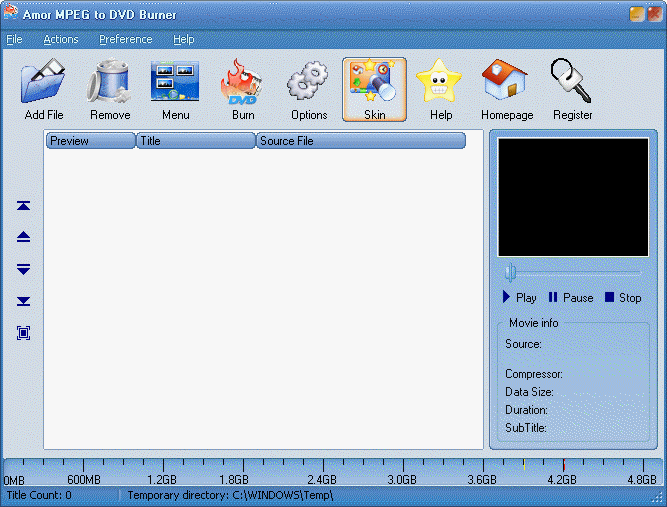 Amor MPEG to DVD Burner
File Actions Preference Help
DVD
Add File Remove Menu Burn Options Skin Help Homepage Register
Preview Title Source File
Play Pause Stop
Movie info
Source:
Compressor:
Data Size:
Duration:
SubTitle:
0MB 600MB 1.2GB 1.8GB 2.4GB 3.0GB 3.6GB 4.2GB 4.8GB
Title Count: 0 Temporary directory: C:\WINDOWS\Temp\